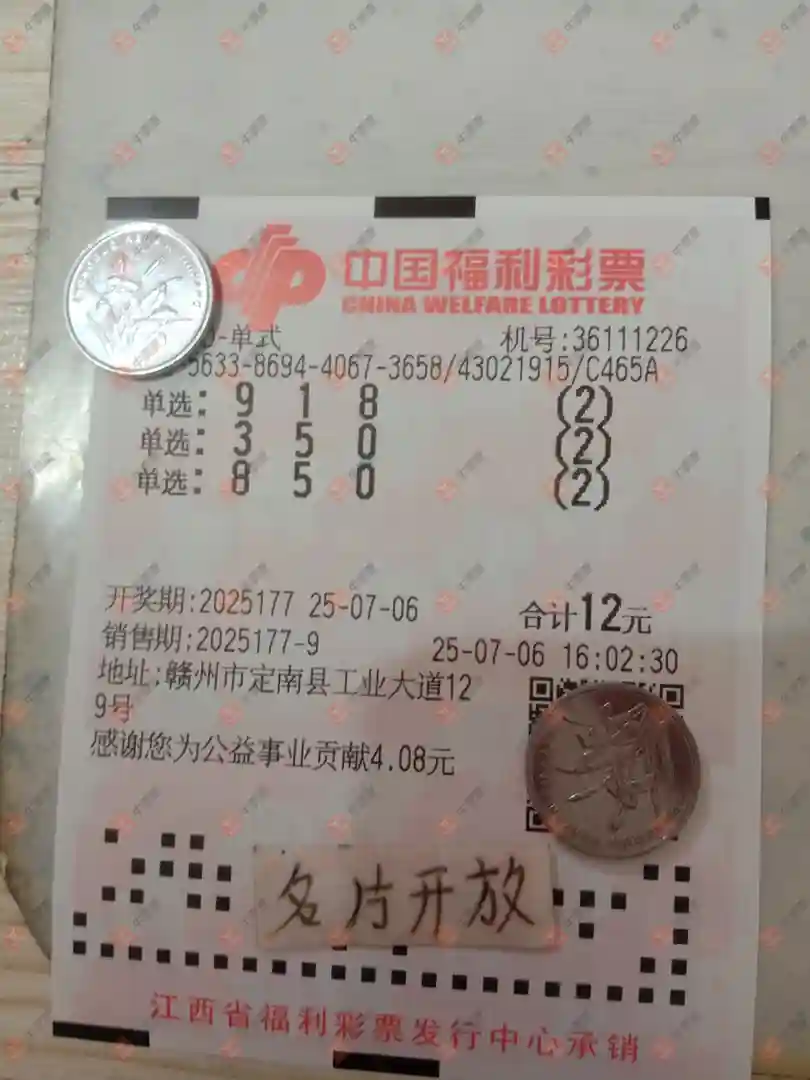 中国福利彩票
CHINA WELFARE LOTTERY
-单式 机号:36111226
5633-8694-4067-3658/43021915/C465A
单选: 9 1 8 (2)
单选: 3 5 0 (2)
单选: 8 5 0 (2)
开奖期:2025177 25-07-06 合计12元
销售期:2025177-9 25-07-06 16:02:30
地址:赣州市定南县工业大道12
9号
感谢您为公益事业贡献4.08元
名片开放
江西省福利彩票发行中心承销